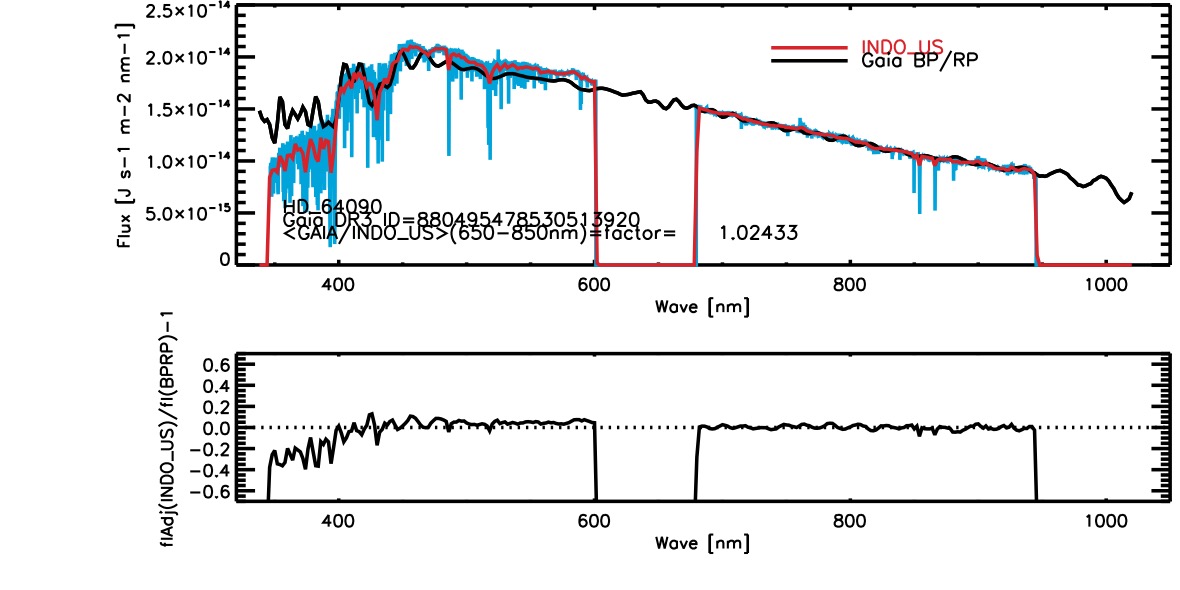 2.5×10⁻¹⁴
2.0×10⁻¹⁴
1.5×10⁻¹⁴
1.0×10⁻¹⁴
5.0×10⁻¹⁵
0
Flux [J s-1 m-2 nm-1]
INDO_US
Gaia BP/RP
HD_64090
Gaia DR3 ID=880495478530513920
<GAIA/INDO_US>(650-850nm)=factor= 1.02433
400 600 800 1000
Wave [nm]
flAdj(INDO_US)/fl(BPRP)-1
0.6
0.4
0.2
0.0
-0.2
-0.4
-0.6
400 600 800 1000
Wave [nm]